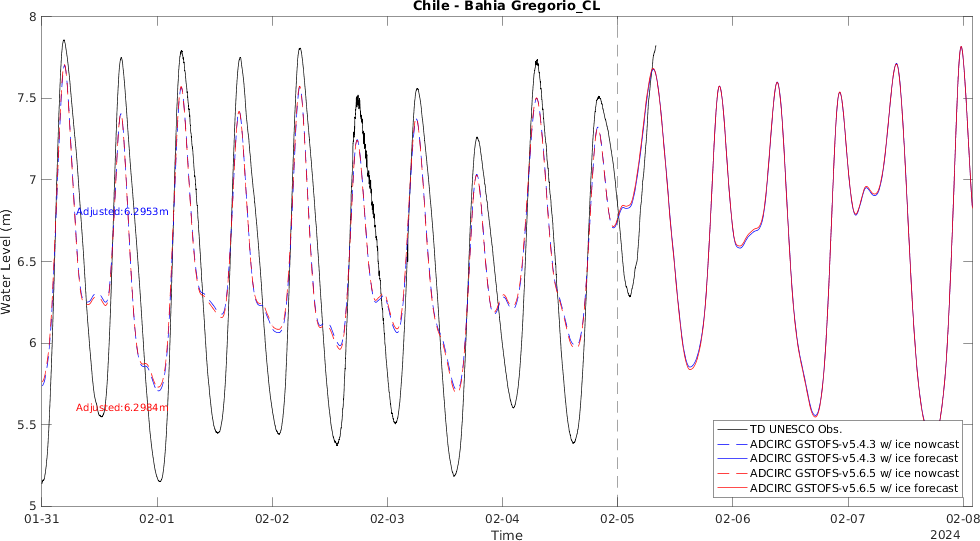 Chile - Bahia Gregorio_CL
8
7.5
7
6.5
6
5.5
5
Water Level (m)
Adjusted:6.2953m
Adjusted:6.2984m
TD UNESCO Obs.
ADCIRC GSTOFS-v5.4.3 w/ ice nowcast
ADCIRC GSTOFS-v5.4.3 w/ ice forecast
ADCIRC GSTOFS-v5.6.5 w/ ice nowcast
ADCIRC GSTOFS-v5.6.5 w/ ice forecast
01-31 02-01 02-02 02-03 02-04 02-05 02-06 02-07 02-08
Time
2024